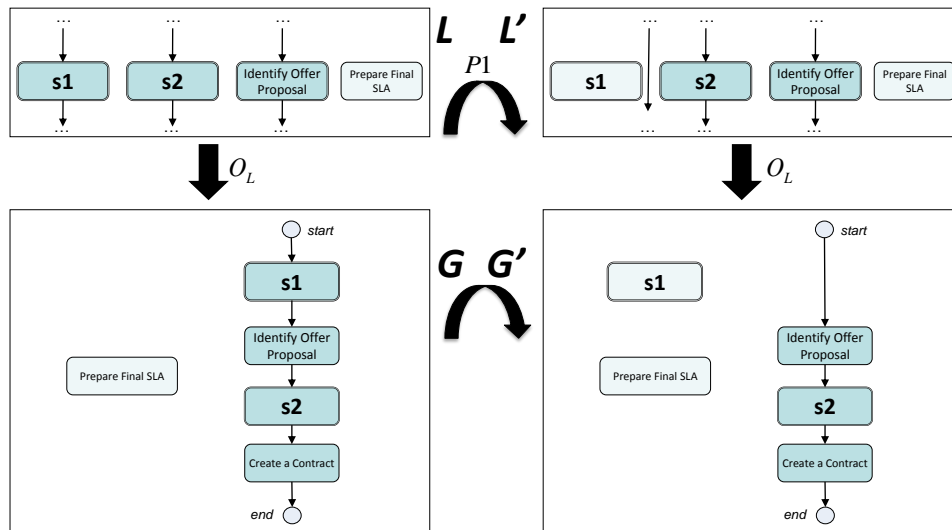 ... ... ...
s1
s2
Identify Offer
Proposal
Prepare Final
SLA
... ... ...
L L’
P1
... ... ...
s1
s2
Identify Offer
Proposal
Prepare Final
SLA
... ... ...
O_L
O_L
start
s1
Identify Offer
Proposal
Prepare Final SLA
s2
Create a Contract
end
G G’
start
s1
Identify Offer
Proposal
Prepare Final SLA
s2
Create a Contract
end